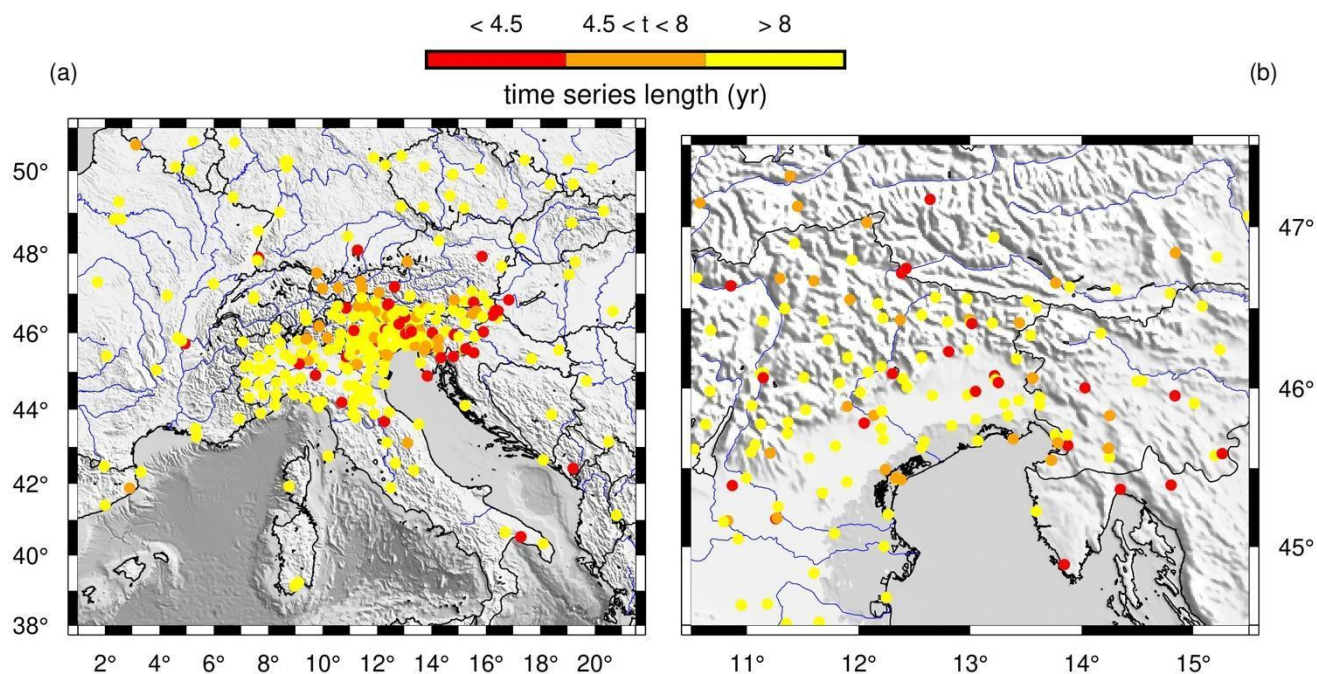 < 4.5 4.5 < t < 8 > 8
time series length (yr)
(a)
(b)
50°
48°
46°
44°
42°
40°
38°
2° 4° 6° 8° 10° 12° 14° 16° 18° 20°
47°
46°
45°
11° 12° 13° 14° 15°